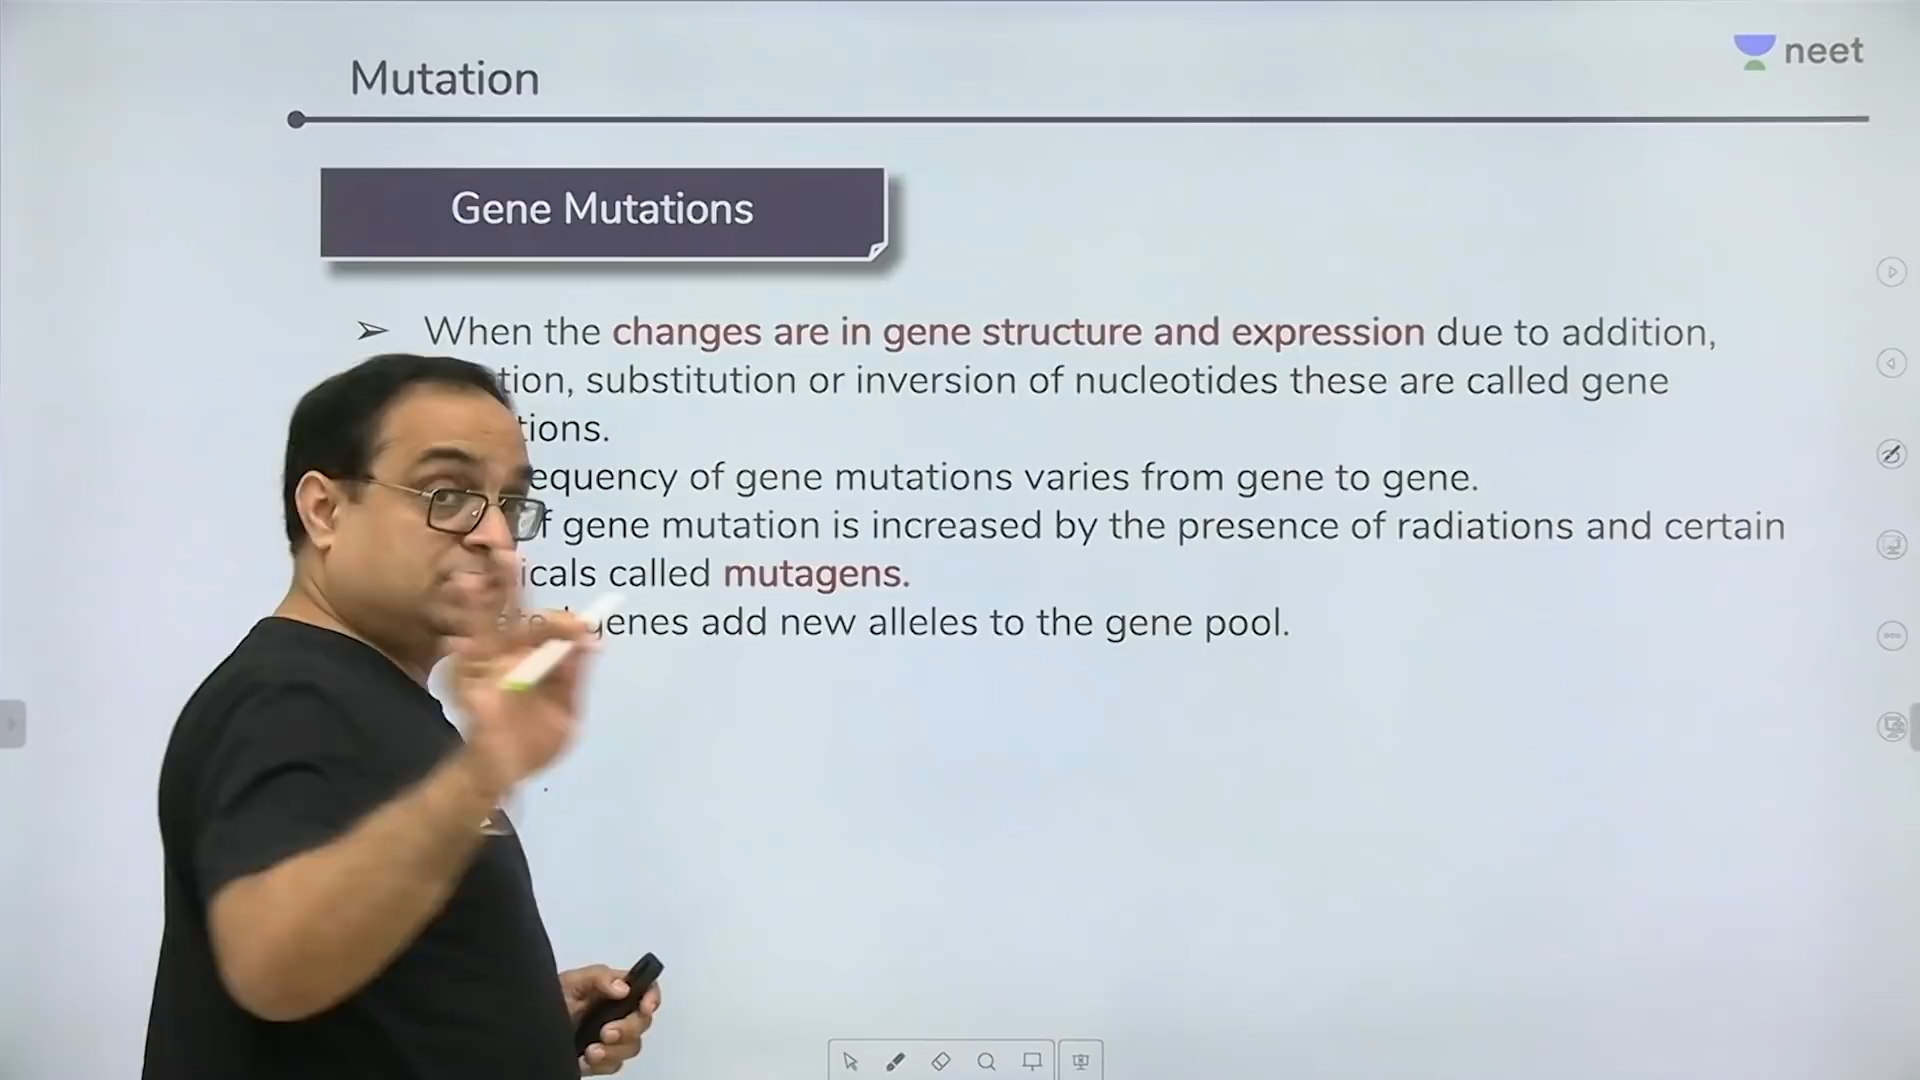 Mutation
neet
Gene Mutations
➢ When the changes are in gene structure and expression due to addition,
tion, substitution or inversion of nucleotides these are called gene
tions.
equency of gene mutations varies from gene to gene.
f gene mutation is increased by the presence of radiations and certain
icals called mutagens.
genes add new alleles to the gene pool.